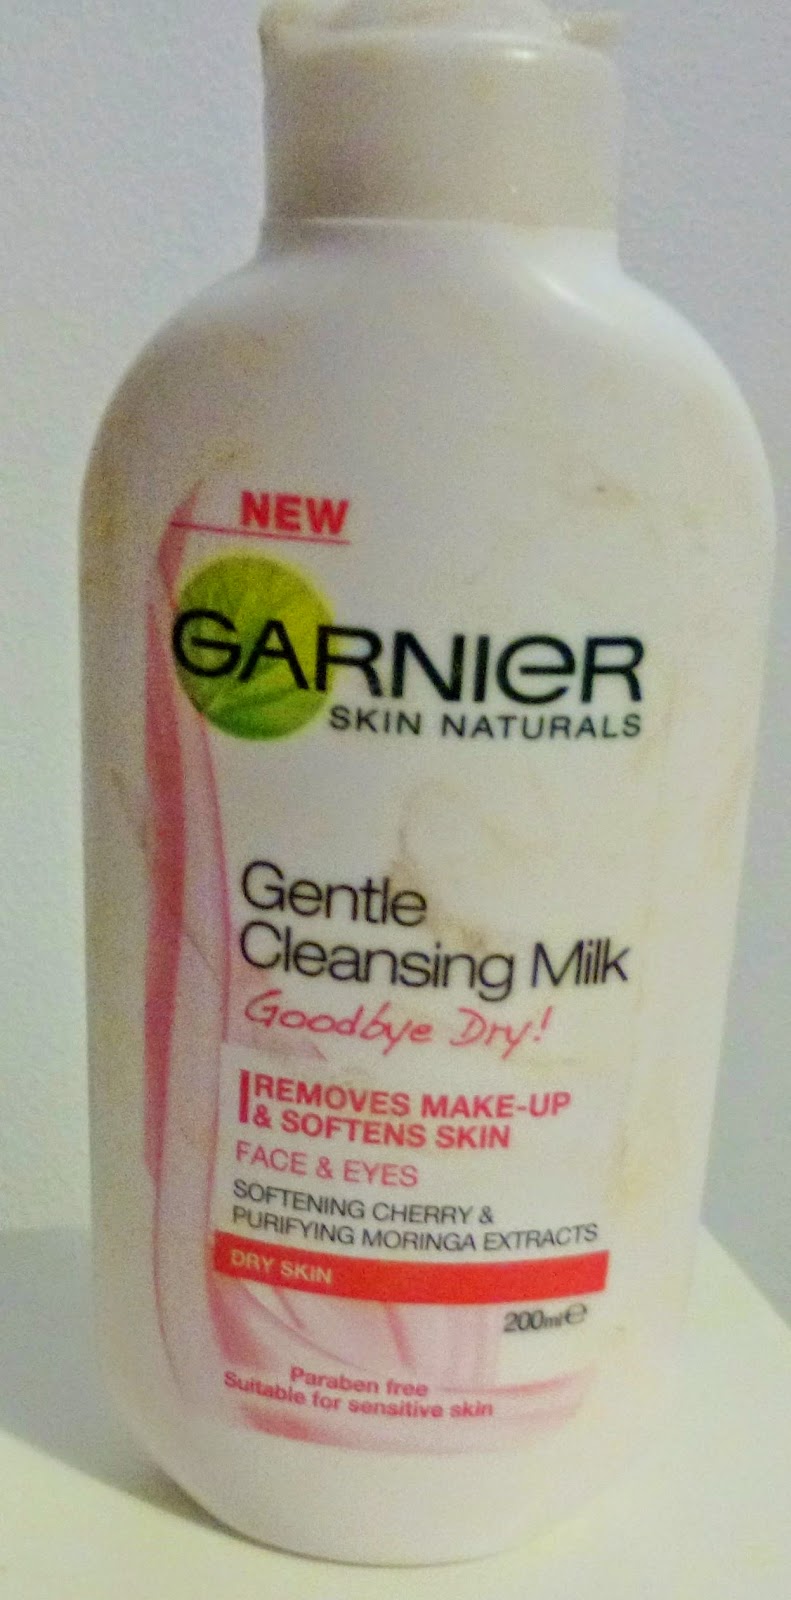 NEW
GARNIER
SKIN NATURALS
Gentle
Cleansing Milk
Goodbye Dry!
REMOVES MAKE-UP
& SOFTENS SKIN
FACE & EYES
SOFTENING CHERRY &
PURIFYING MORINGA EXTRACTS
DRY SKIN
200ml ℮
Paraben free
Suitable for sensitive skin